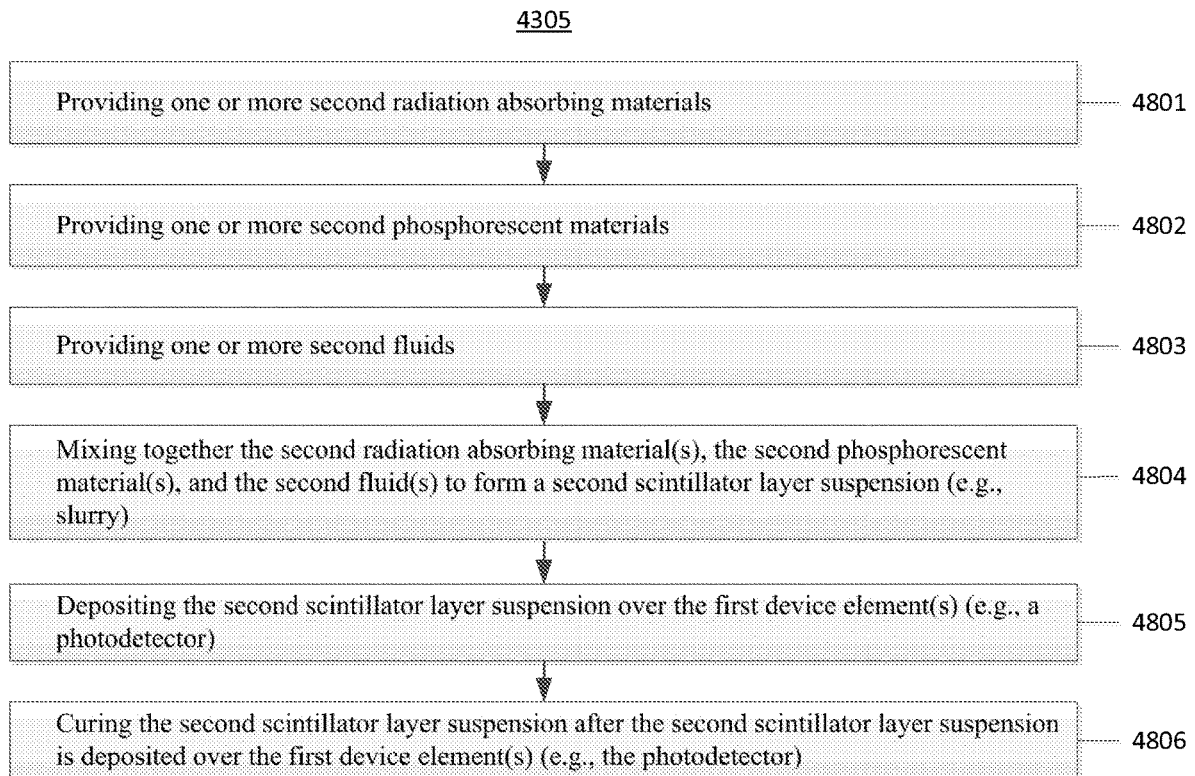 4305
Providing one or more second radiation absorbing materials
4801
Providing one or more second phosphorescent materials
4802
Providing one or more second fluids
4803
Mixing together the second radiation absorbing material(s), the second phosphorescent
material(s), and the second fluid(s) to form a second scintillator layer suspension (e.g.,
slurry)
4804
Depositing the second scintillator layer suspension over the first device element(s) (e.g., a
photodetector)
4805
Curing the second scintillator layer suspension after the second scintillator layer suspension
is deposited over the first device element(s) (e.g., the photodetector)
4806